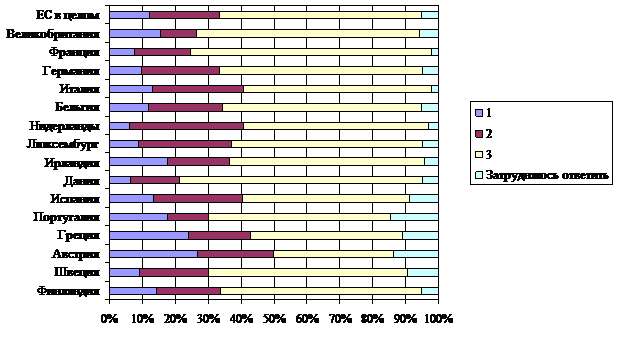 ЕС в целом
Великобритания
Франция
Германия
Италия
Бельгия
Нидерланды
Люксембург
Ирландия
Дания
Испания
Португалия
Греция
Австрия
Швеция
Финляндия
0% 10% 20% 30% 40% 50% 60% 70% 80% 90% 100%
1
2
3
Затрудняюсь ответить